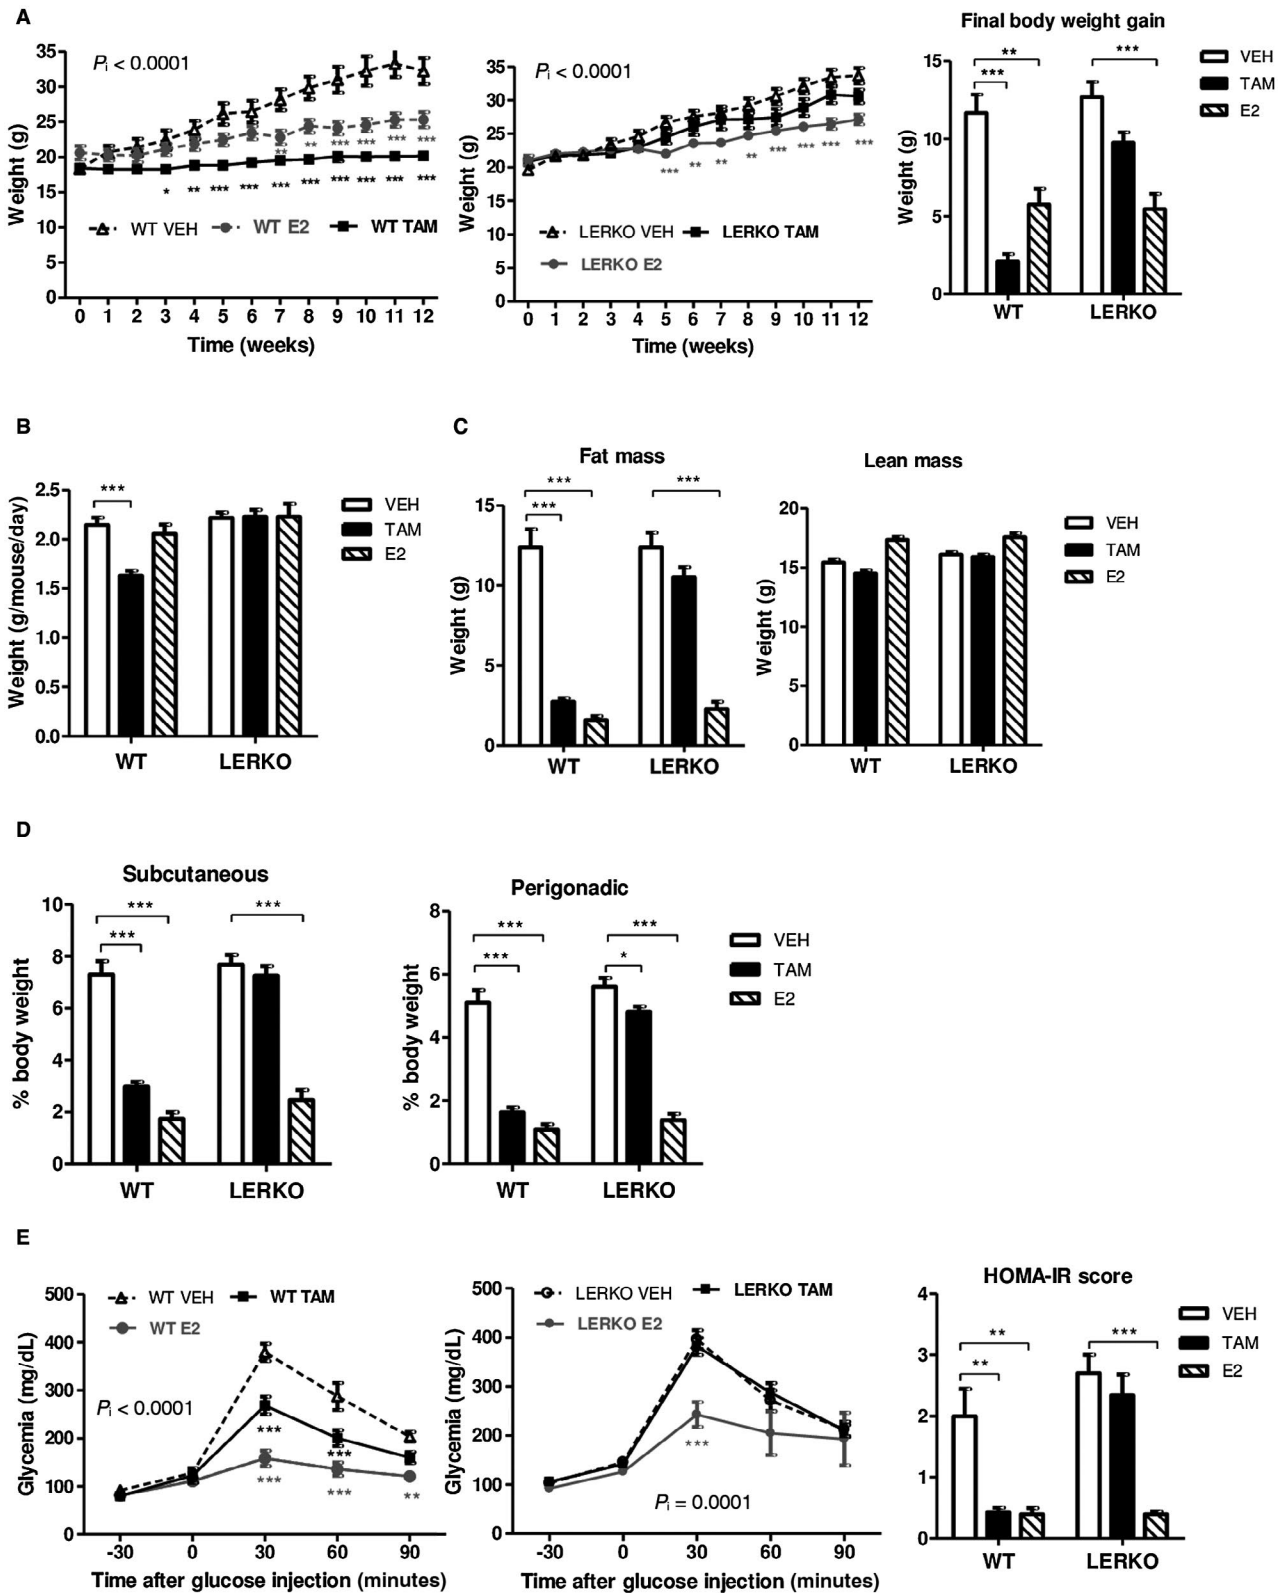 A
Final body weight gain
Pi < 0.0001
Weight (g)
35
30
25
20
15
10
5
0
** ** *** *** *** ***
* ** *** *** *** *** *** *** *** ***
WT VEH WT E2 WT TAM
0 1 2 3 4 5 6 7 8 9 10 11 12
Time (weeks)
Pi < 0.0001
Weight (g)
35
30
25
20
15
10
5
0
*** ** ** ** *** *** *** ***
LERKO VEH LERKO TAM
LERKO E2
0 1 2 3 4 5 6 7 8 9 10 11 12
Time (weeks)
Weight (g)
15
10
5
0
** ***
***
WT LERKO
VEH
TAM
E2
B
Weight (g/mouse/day)
2.5
2.0
1.5
1.0
0.5
0.0
***
WT LERKO
VEH
TAM
E2
C
Fat mass
Weight (g)
15
10
5
0
*** ***
***
WT LERKO
Lean mass
Weight (g)
20
15
10
5
0
WT LERKO
VEH
TAM
E2
D
Subcutaneous
% body weight
10
8
6
4
2
0
*** ***
***
WT LERKO
Perigonadic
% body weight
8
6
4
2
0
*** ***
*** *
WT LERKO
VEH
TAM
E2
E
Glycemia (mg/dL)
500
400
300
200
100
0
WT VEH WT TAM
WT E2
Pi < 0.0001
*** ***
*** *** **
-30 0 30 60 90
Time after glucose injection (minutes)
Glycemia (mg/dL)
500
400
300
200
100
0
LERKO VEH LERKO TAM
LERKO E2
***
Pi = 0.0001
-30 0 30 60 90
Time after glucose injection (minutes)
HOMA-IR score
4
3
2
1
0
** ***
**
WT LERKO
VEH
TAM
E2